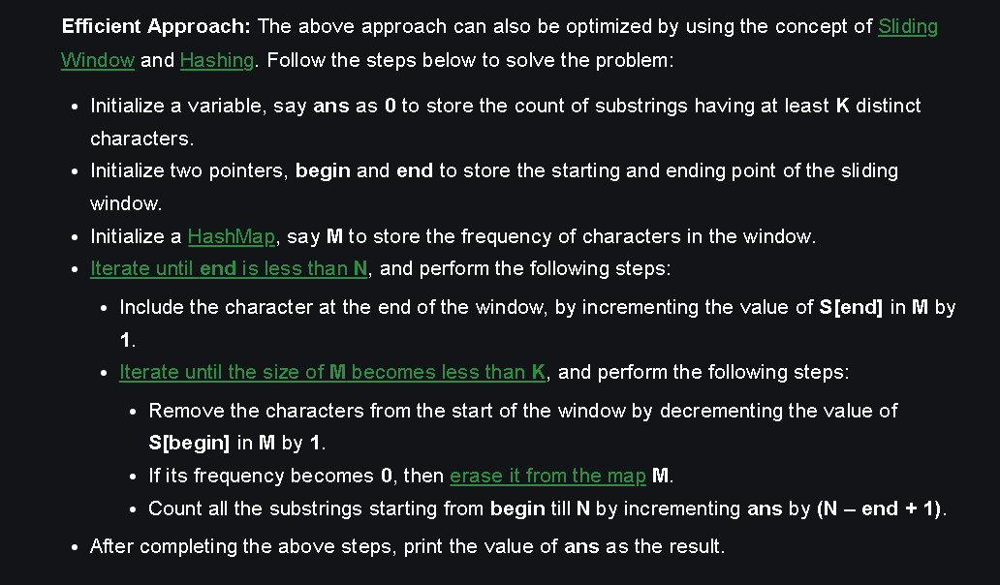 Efficient Approach: The above approach can also be optimized by using the concept of Sliding
Window and Hashing. Follow the steps below to solve the problem:
• Initialize a variable, say ans as 0 to store the count of substrings having at least K distinct
characters.
• Initialize two pointers, begin and end to store the starting and ending point of the sliding
window.
• Initialize a HashMap, say M to store the frequency of characters in the window.
• Iterate until end is less than N, and perform the following steps:
• Include the character at the end of the window, by incrementing the value of S[end] in M by
1.
• Iterate until the size of M becomes less than K, and perform the following steps:
• Remove the characters from the start of the window by decrementing the value of
S[begin] in M by 1.
• If its frequency becomes 0, then erase it from the map M.
• Count all the substrings starting from begin till N by incrementing ans by (N – end + 1).
• After completing the above steps, print the value of ans as the result.